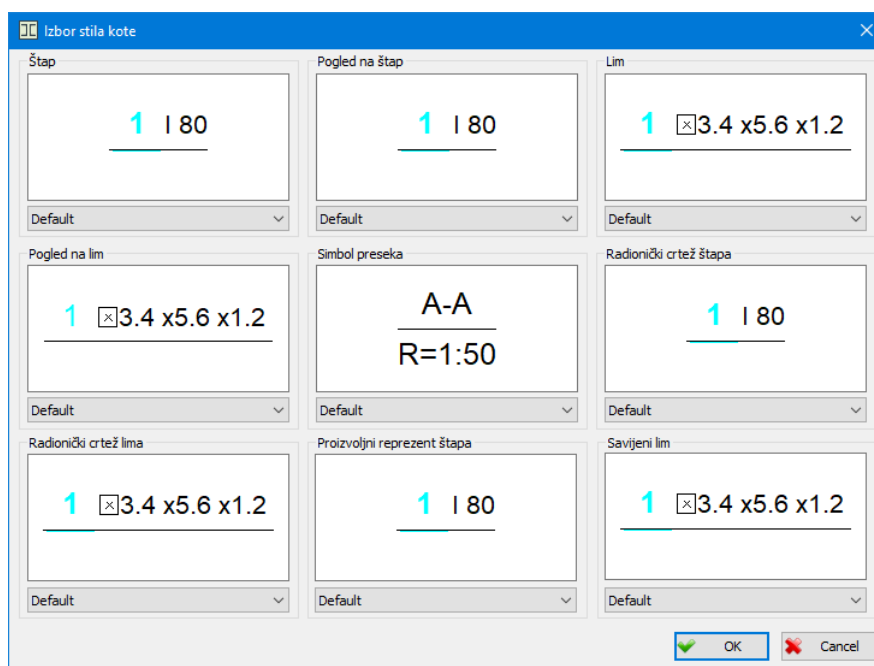 Izbor stila kote
Štap
Pogled na štap
Lim
1 I 80
1 I 80
1 3.4 x5.6 x1.2
Default
Default
Default
Pogled na lim
Simbol preseka
Radionički crtež štapa
1 3.4 x5.6 x1.2
A-A
R=1:50
1 I 80
Default
Default
Default
Radionički crtež lima
Proizvoljni reprezent štapa
Savijeni lim
1 3.4 x5.6 x1.2
1 I 80
1 3.4 x5.6 x1.2
Default
Default
Default
OK
Cancel